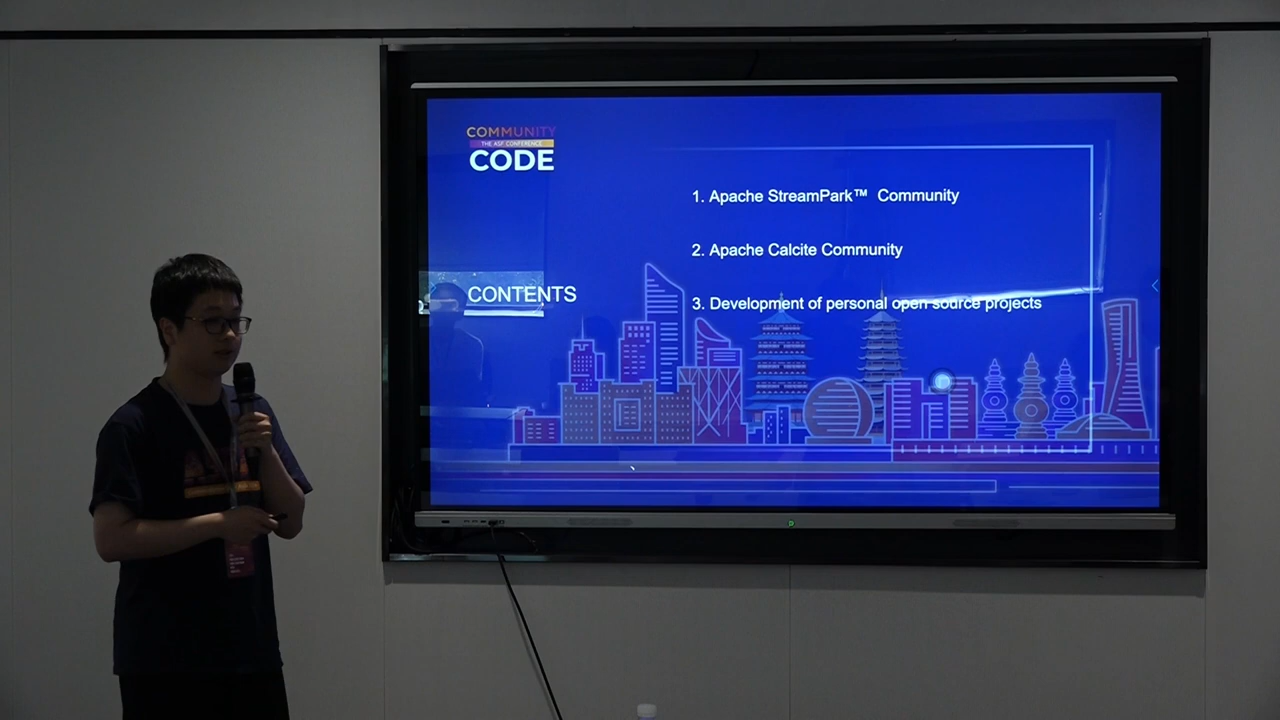 COMMUNITY
THE ASF CONFERENCE
CODE
CONTENTS
1. Apache StreamPark™ Community
2. Apache Calcite Community
3. Development of personal open source projects